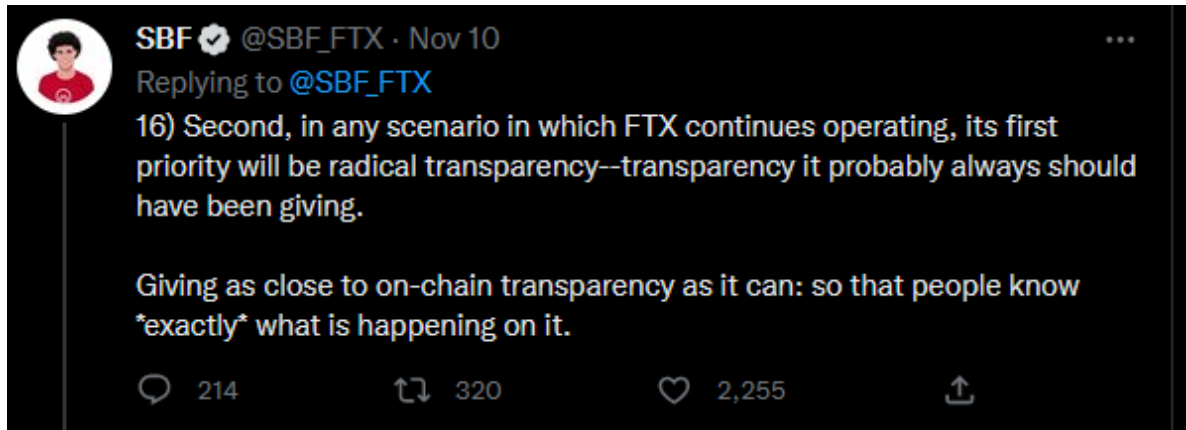 SBF @SBF_FTX · Nov 10
Replying to @SBF_FTX
16) Second, in any scenario in which FTX continues operating, its first
priority will be radical transparency--transparency it probably always should
have been giving.
Giving as close to on-chain transparency as it can: so that people know
*exactly* what is happening on it.
214 320 2,255